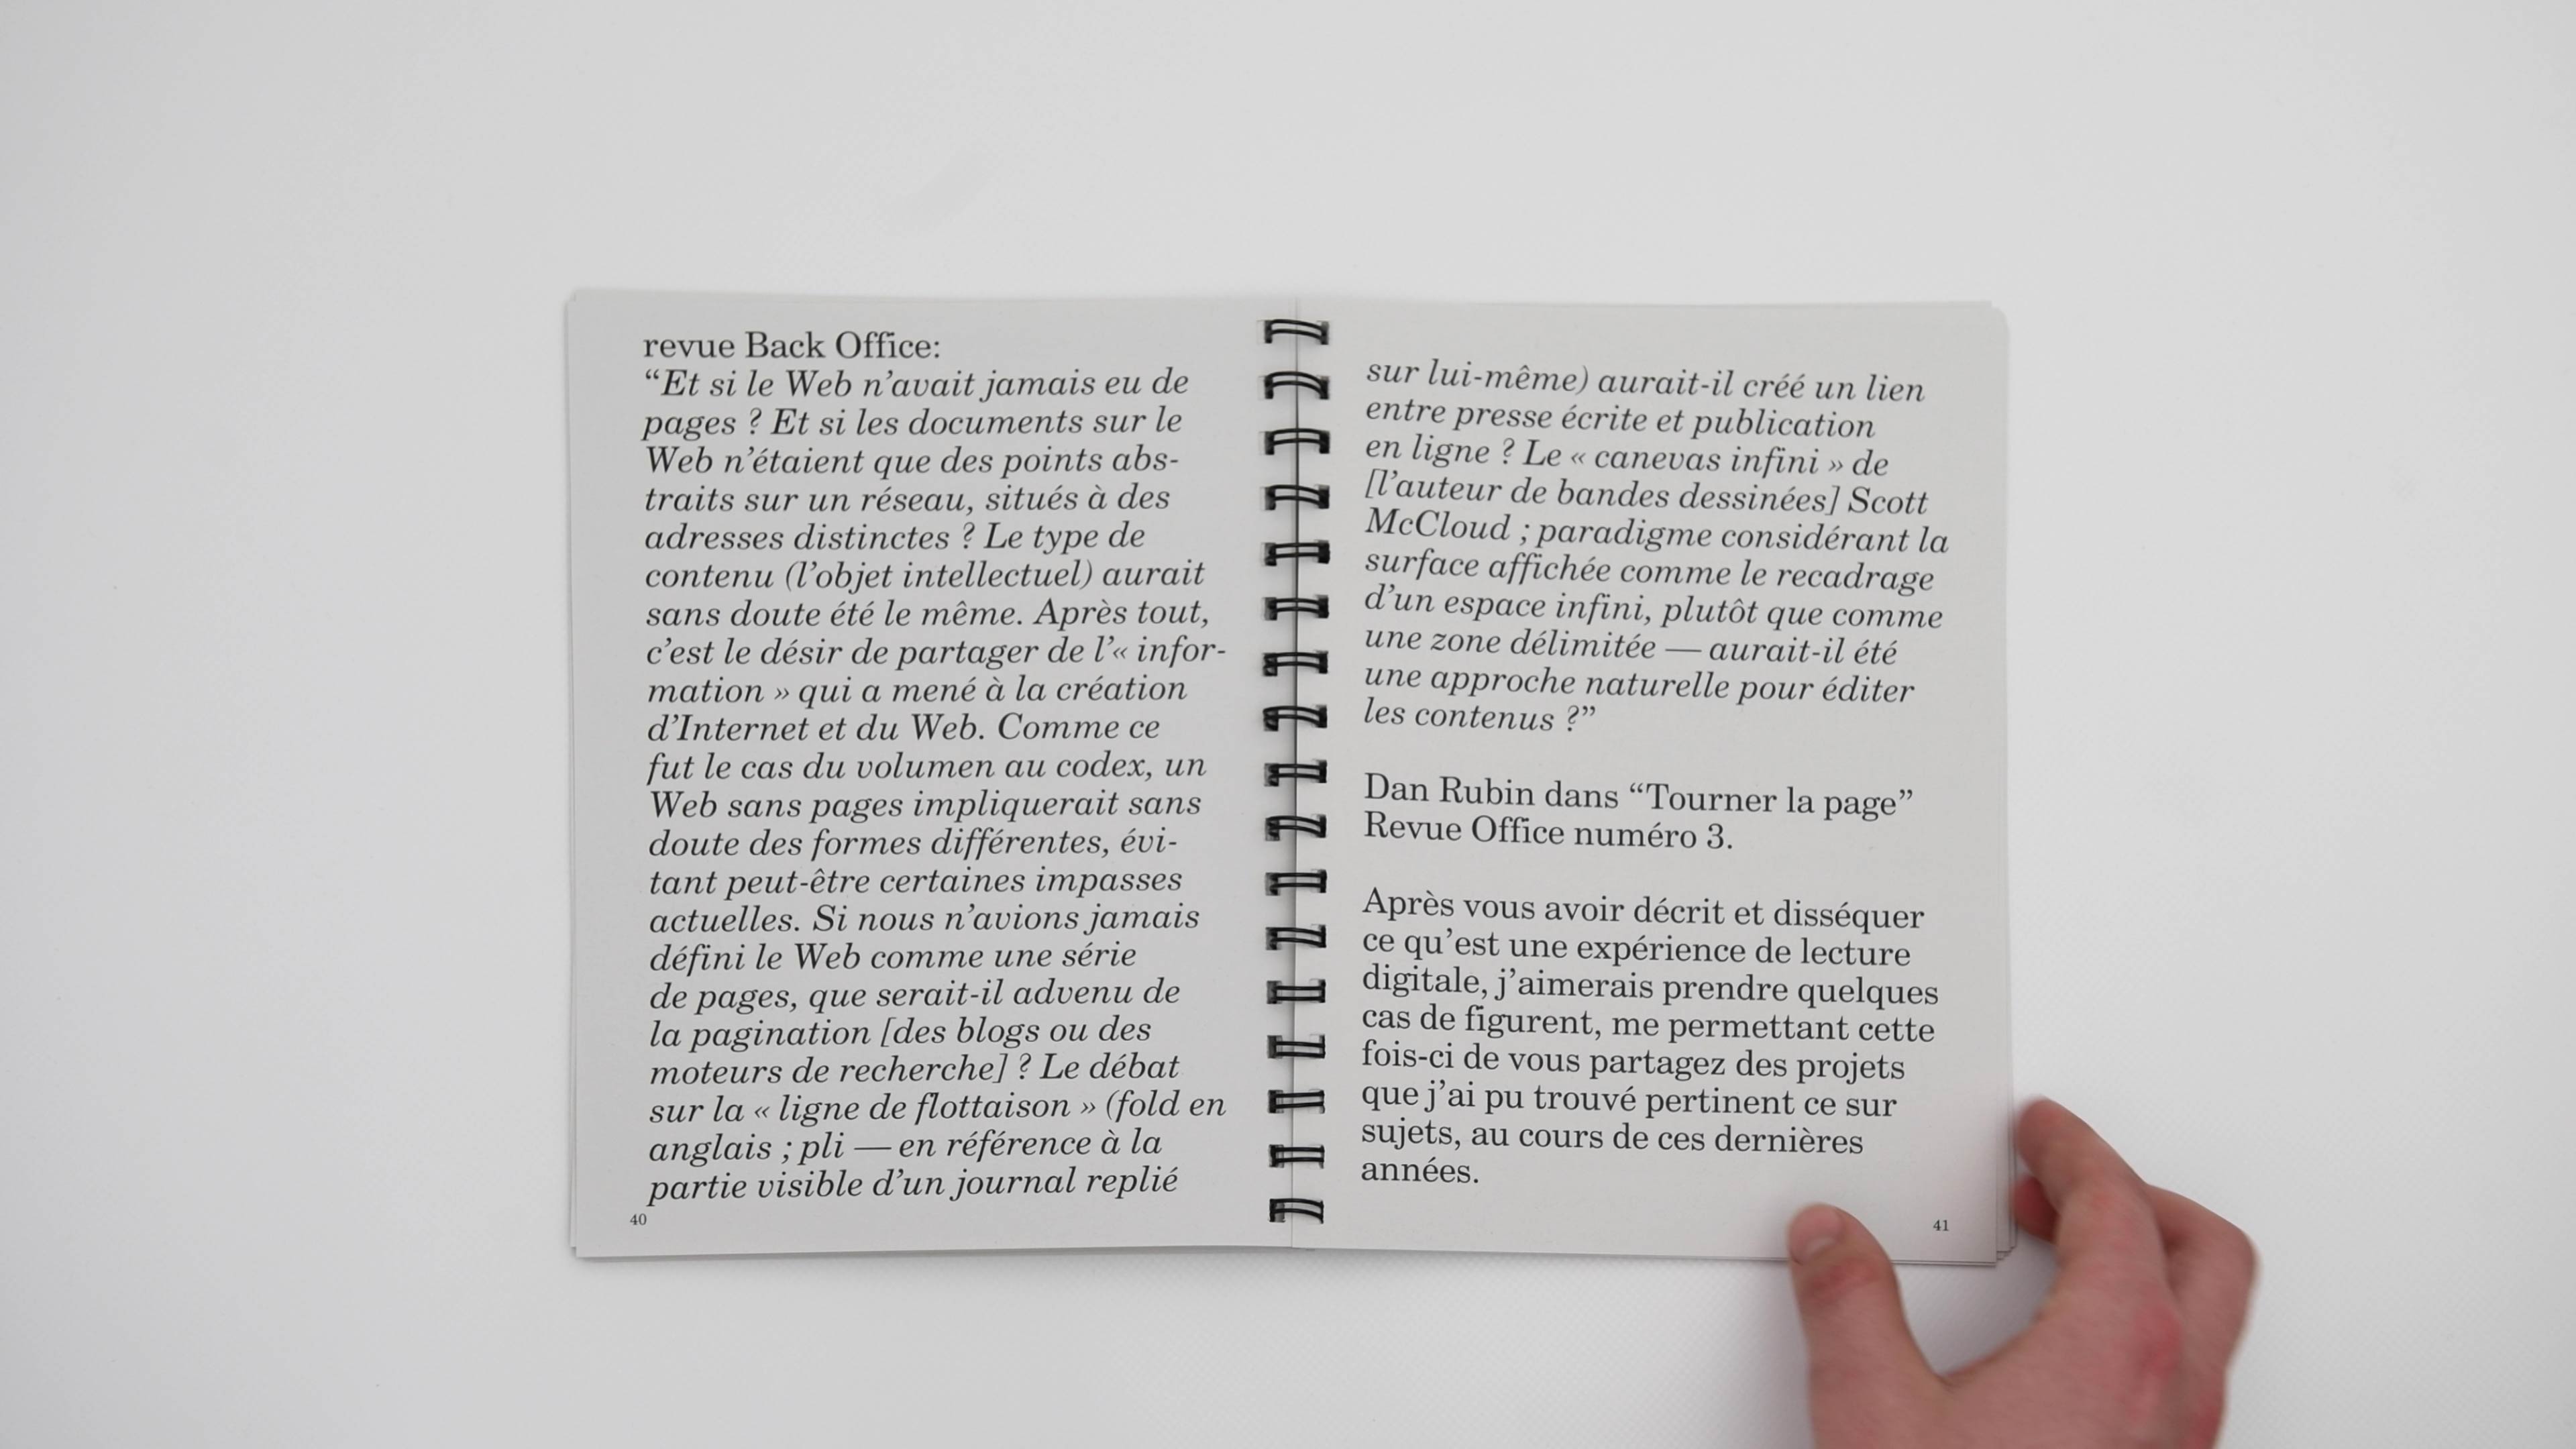 revue Back Office:
“Et si le Web n’avait jamais eu de
pages ? Et si les documents sur le
Web n’étaient que des points abs-
traits sur un réseau, situés à des
adresses distinctes ? Le type de
contenu (l’objet intellectuel) aurait
sans doute été le même. Après tout,
c’est le désir de partager de l’« infor-
mation » qui a mené à la création
d’Internet et du Web. Comme ce
fut le cas du volumen au codex, un
Web sans pages impliquerait sans
doute des formes différentes, évi-
tant peut-être certaines impasses
actuelles. Si nous n’avions jamais
défini le Web comme une série
de pages, que serait-il advenu de
la pagination [des blogs ou des
moteurs de recherche] ? Le débat
sur la « ligne de flottaison » (fold en
anglais ; pli — en référence à la
partie visible d’un journal replié
40
sur lui-même) aurait-il créé un lien
entre presse écrite et publication
en ligne ? Le « canevas infini » de
[l’auteur de bandes dessinées] Scott
McCloud ; paradigme considérant la
surface affichée comme le recadrage
d’un espace infini, plutôt que comme
une zone délimitée — aurait-il été
une approche naturelle pour éditer
les contenus ?”
Dan Rubin dans “Tourner la page”
Revue Office numéro 3.
Après vous avoir décrit et disséquer
ce qu’est une expérience de lecture
digitale, j’aimerais prendre quelques
cas de figurent, me permettant cette
fois-ci de vous partagez des projets
que j’ai pu trouvé pertinent ce sur
sujets, au cours de ces dernières
années.
41